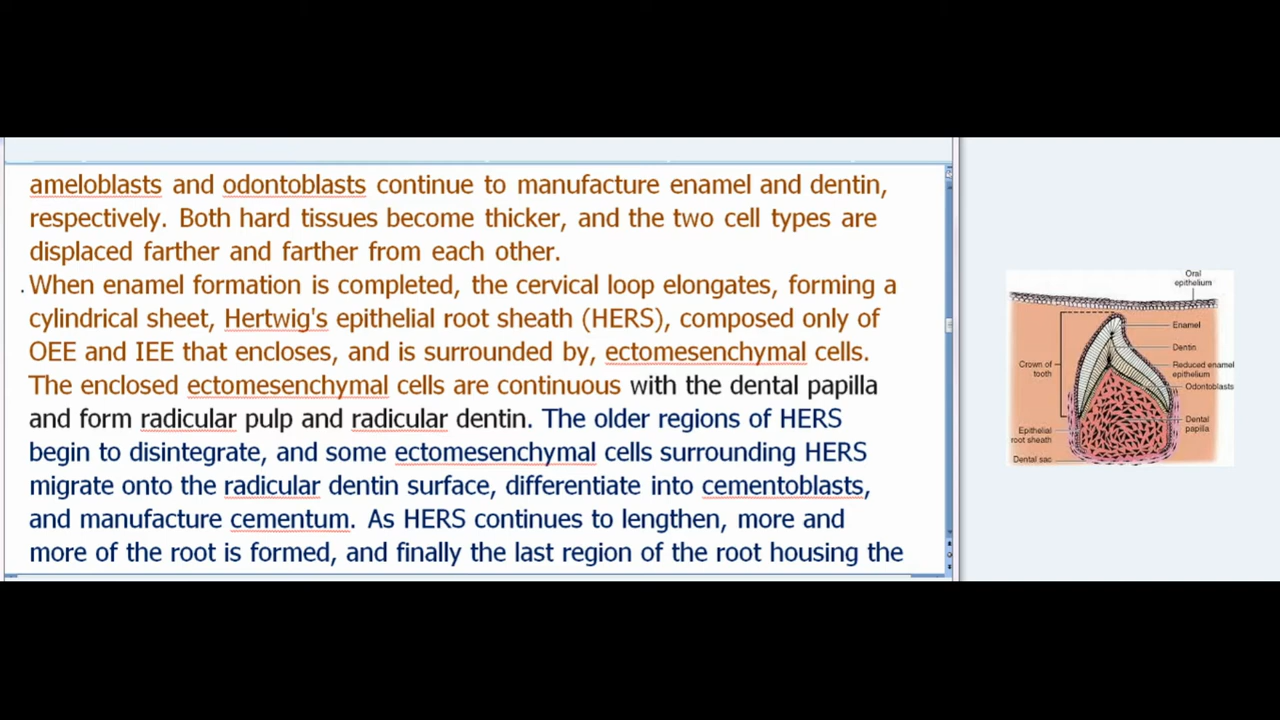 ameloblasts and odontoblasts continue to manufacture enamel and dentin,
respectively. Both hard tissues become thicker, and the two cell types are
displaced farther and farther from each other.
When enamel formation is completed, the cervical loop elongates, forming a
cylindrical sheet, Hertwig's epithelial root sheath (HERS), composed only of
OEE and IEE that encloses, and is surrounded by, ectomesenchymal cells.
The enclosed ectomesenchymal cells are continuous with the dental papilla
and form radicular pulp and radicular dentin. The older regions of HERS
begin to disintegrate, and some ectomesenchymal cells surrounding HERS
migrate onto the radicular dentin surface, differentiate into cementoblasts,
and manufacture cementum. As HERS continues to lengthen, more and
more of the root is formed, and finally the last region of the root housing the
Oral
epithelium
Enamel
Dentin
Crown of
tooth
Reduced enamel
epithelium
Odontoblasts
Dental
papilla
Epithelial
root sheath
Dental sac